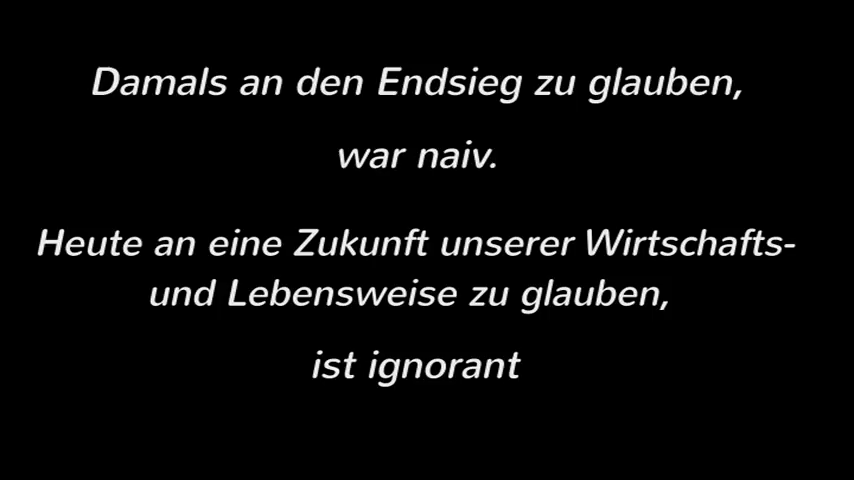 Damals an den Endsieg zu glauben,
war naiv.
Heute an eine Zukunft unserer Wirtschafts-
und Lebensweise zu glauben,
ist ignorant